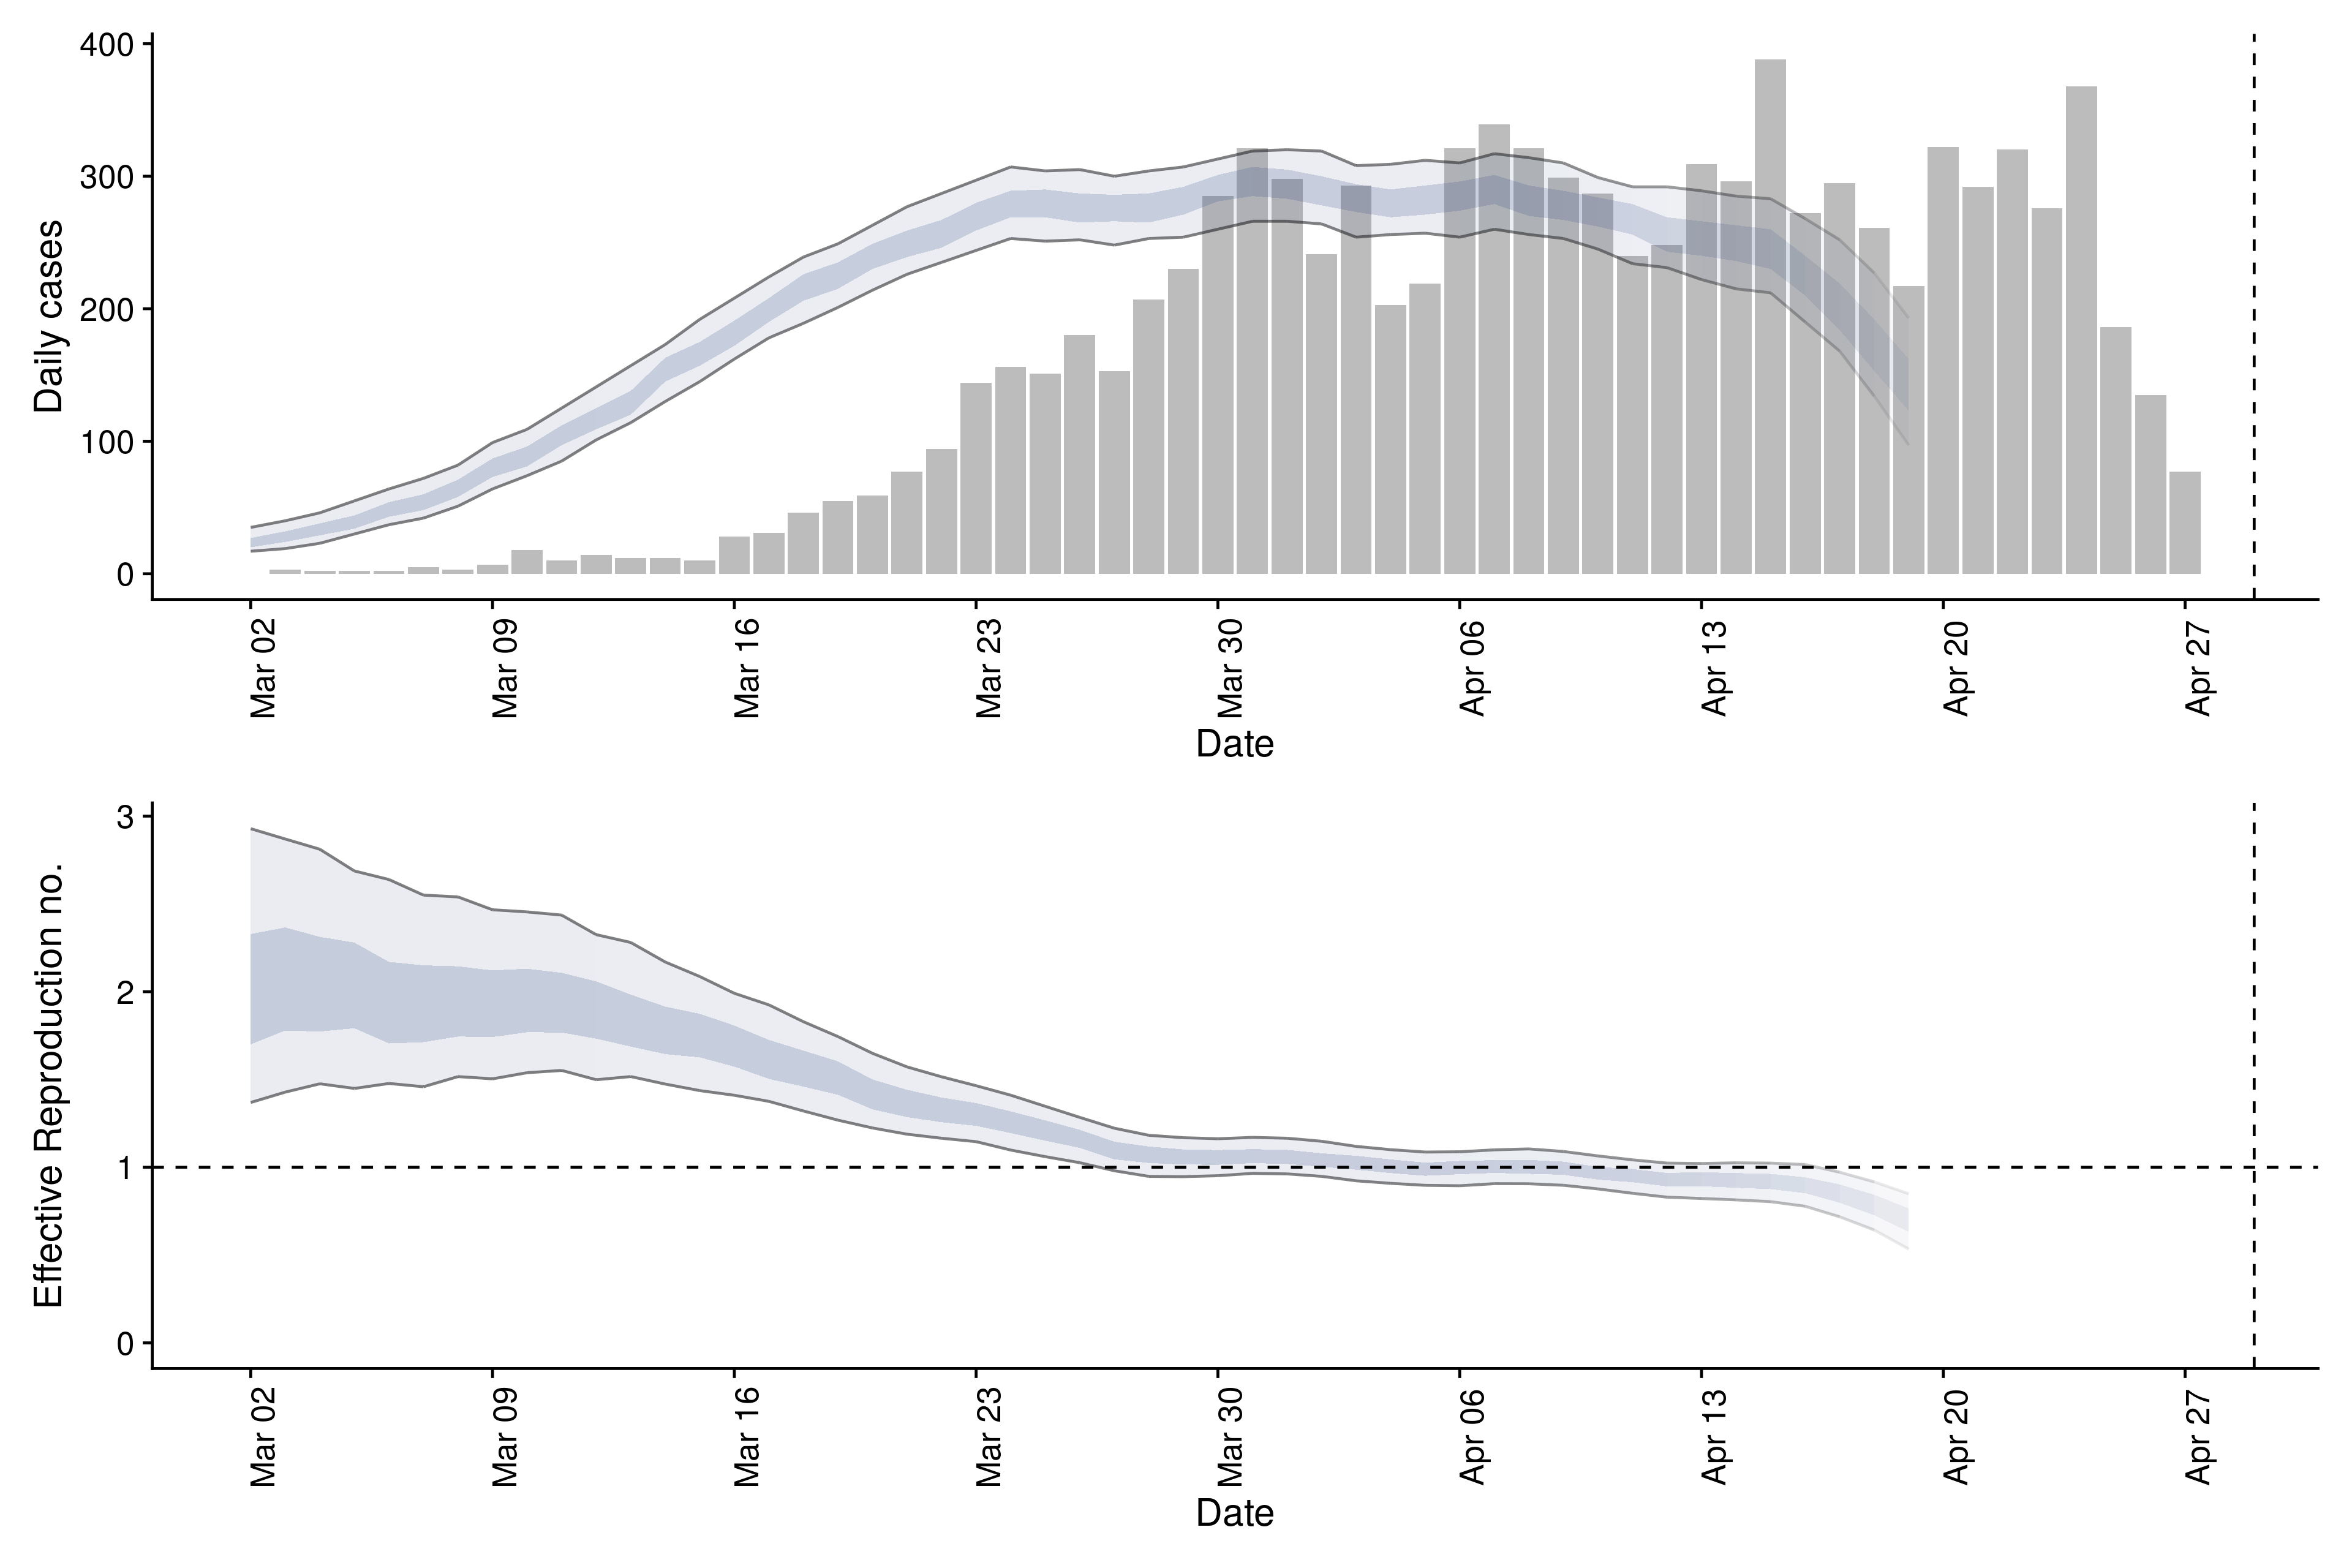 400
300
200
100
0
Daily cases
Mar 02
Mar 09
Mar 16
Mar 23
Mar 30
Apr 06
Apr 13
Apr 20
Apr 27
Date
3
2
1
0
Effective Reproduction no.
Mar 02
Mar 09
Mar 16
Mar 23
Mar 30
Apr 06
Apr 13
Apr 20
Apr 27
Date